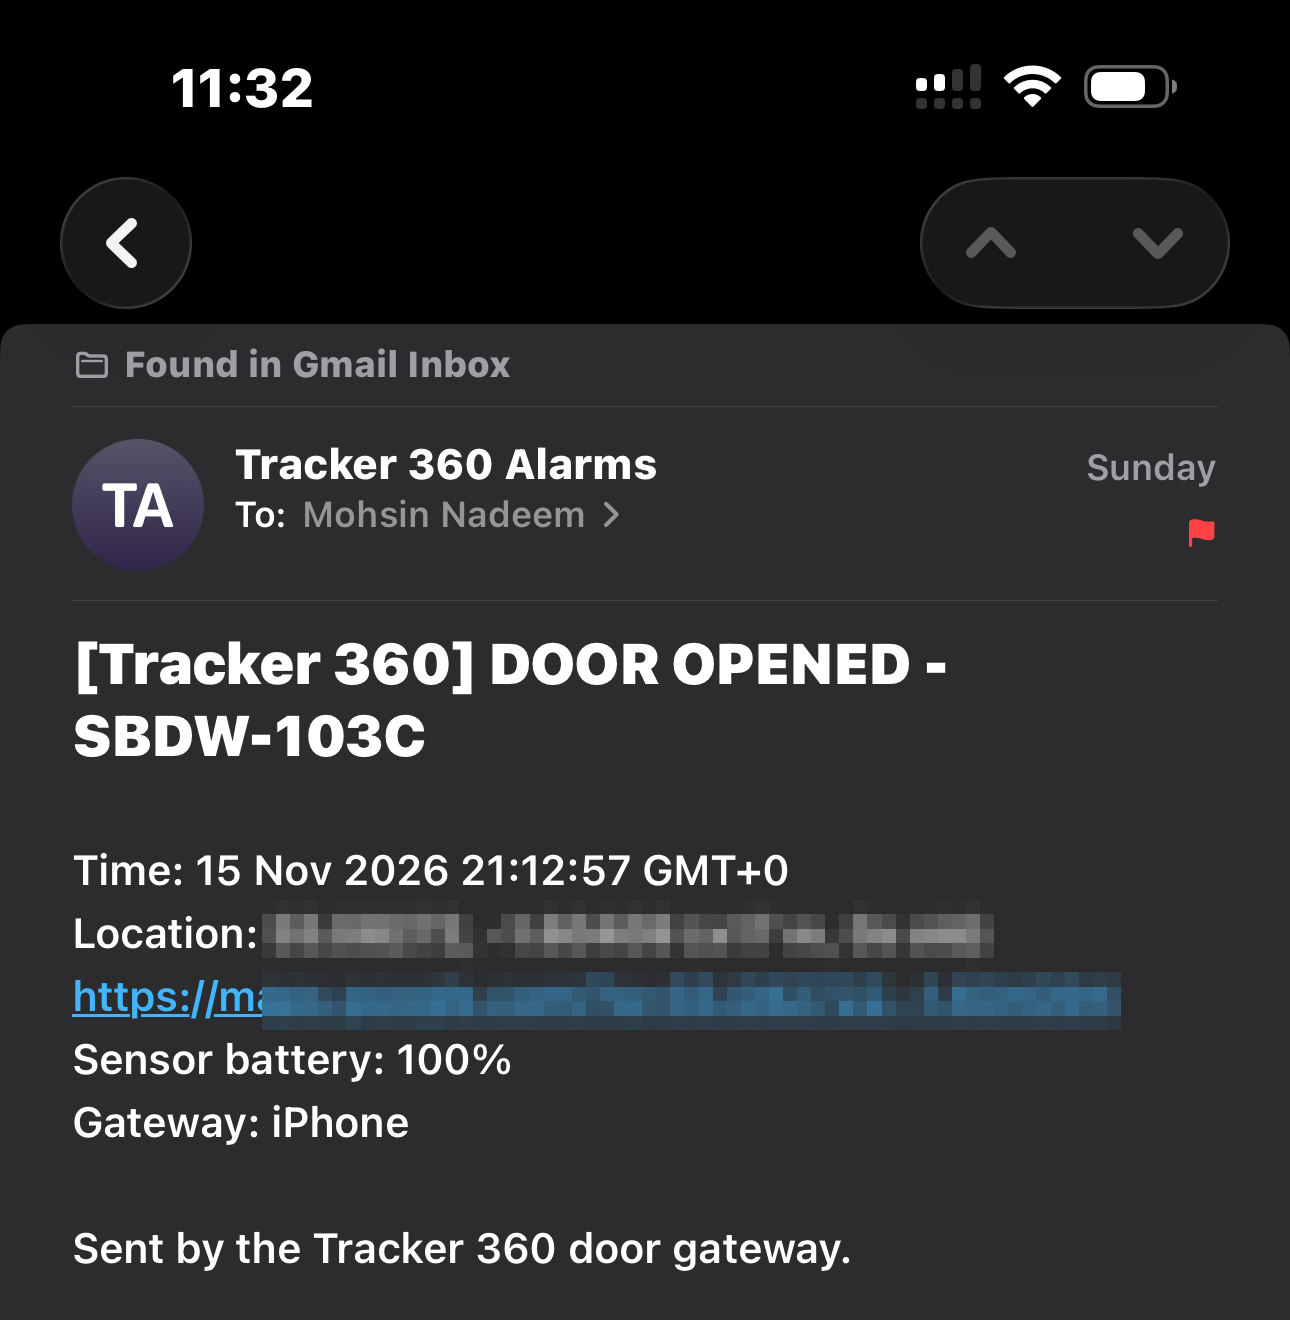 11:32
Found in Gmail Inbox
TA
Tracker 360 Alarms
Sunday
To: Mohsin Nadeem
[Tracker 360] DOOR OPENED -
SBDW-103C
Time: 15 Nov 2026 21:12:57 GMT+0
Location:
https://ma
Sensor battery: 100%
Gateway: iPhone
Sent by the Tracker 360 door gateway.